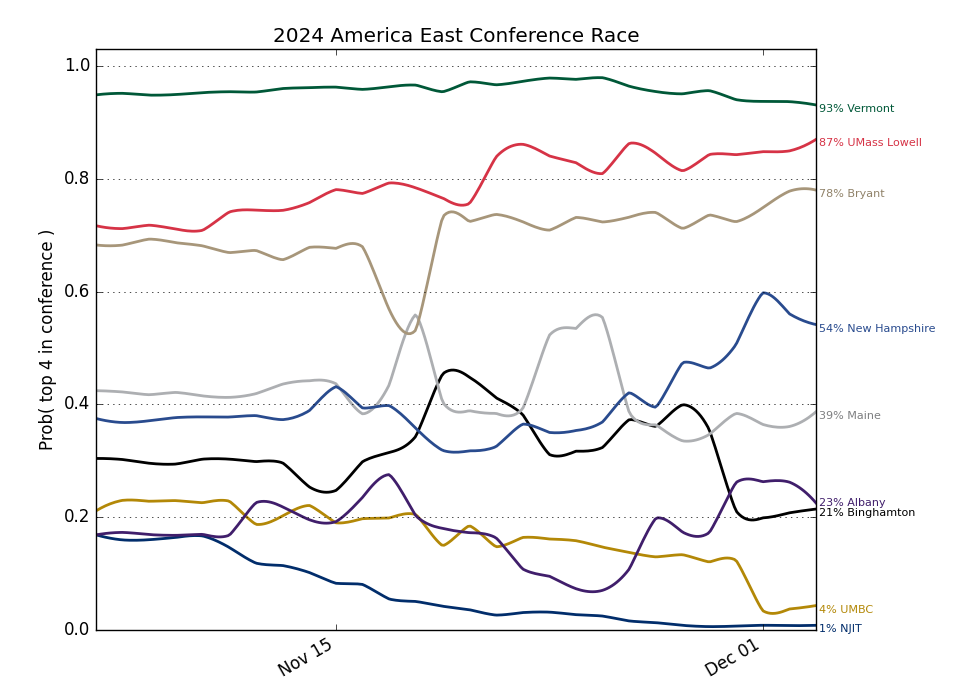 2024 America East Conference Race
Prob( top 4 in conference )
1.0
0.8
0.6
0.4
0.2
0.0
93% Vermont
87% UMass Lowell
78% Bryant
54% New Hampshire
39% Maine
23% Albany
21% Binghamton
4% UMBC
1% NJIT
Nov 15
Dec 01